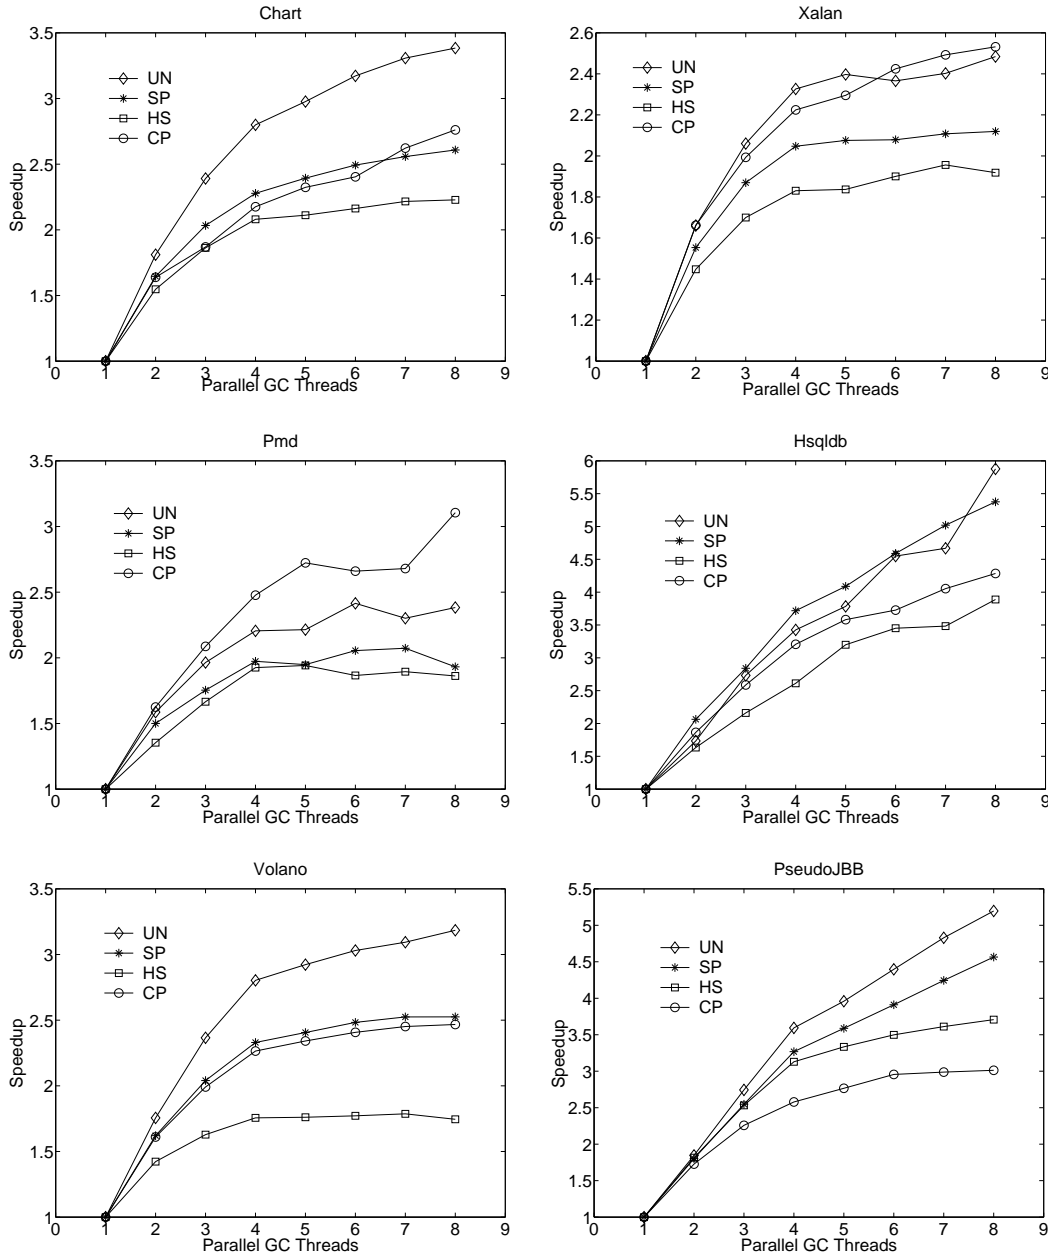 Chart
3.5
3
2.5
2
1.5
1
Speedup
UN
SP
HS
CP
0 1 2 3 4 5 6 7 8 9
Parallel GC Threads
Xalan
2.6
2.4
2.2
2
1.8
1.6
1.4
1.2
1
Speedup
UN
SP
HS
CP
0 1 2 3 4 5 6 7 8 9
Parallel GC Threads
Pmd
3.5
3
2.5
2
1.5
1
Speedup
UN
SP
HS
CP
0 1 2 3 4 5 6 7 8 9
Parallel GC Threads
Hsqldb
6
5.5
5
4.5
4
3.5
3
2.5
2
1.5
1
Speedup
UN
SP
HS
CP
0 1 2 3 4 5 6 7 8 9
Parallel GC Threads
Volano
3.5
3
2.5
2
1.5
1
Speedup
UN
SP
HS
CP
0 1 2 3 4 5 6 7 8 9
Parallel GC Threads
PseudoJBB
5.5
5
4.5
4
3.5
3
2.5
2
1.5
1
Speedup
UN
SP
HS
CP
0 1 2 3 4 5 6 7 8 9
Parallel GC Threads